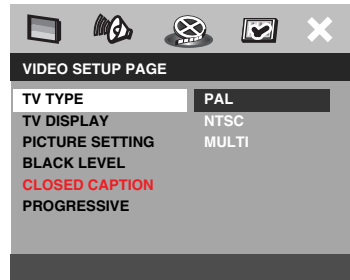 VIDEO SETUP PAGE
TV TYPE PAL
TV DISPLAY NTSC
PICTURE SETTING MULTI
BLACK LEVEL
CLOSED CAPTION
PROGRESSIVE